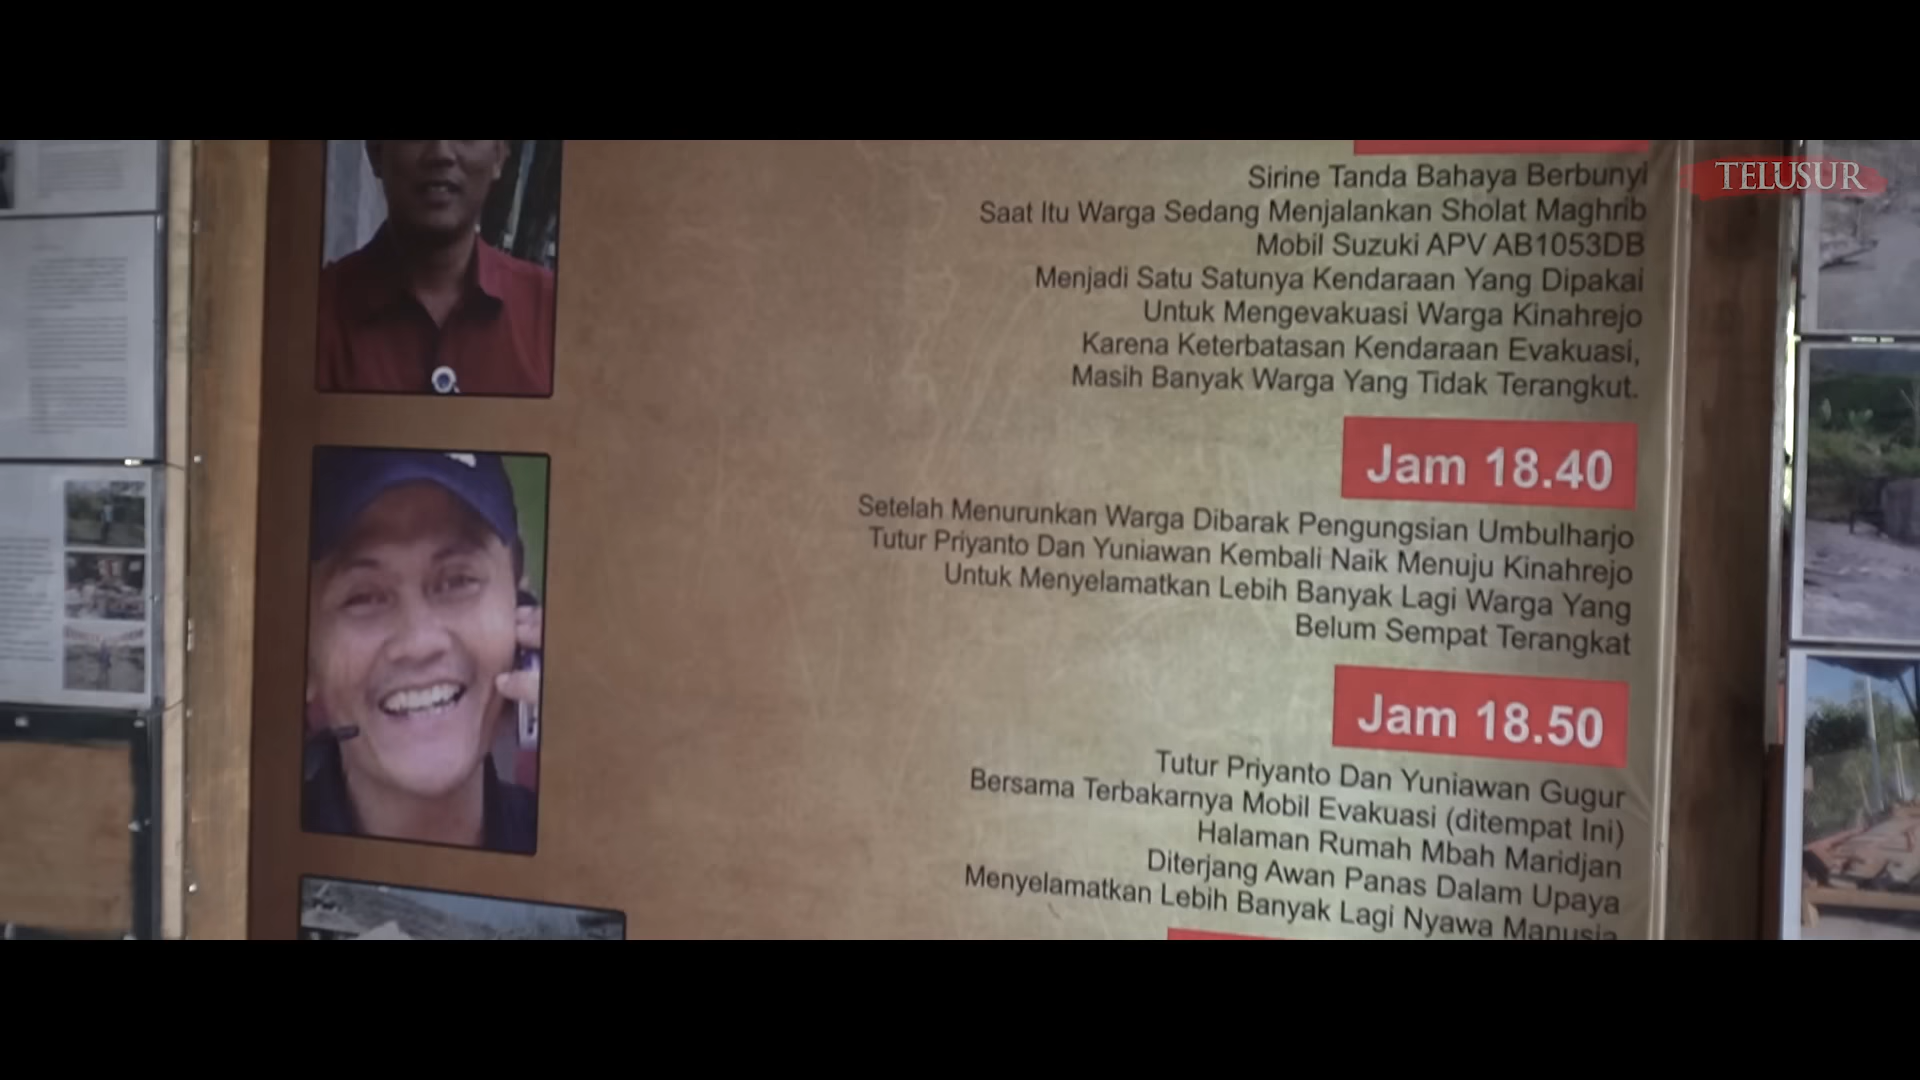 TELUSUR
Sirine Tanda Bahaya Berbunyi
Saat Itu Warga Sedang Menjalankan Sholat Maghrib
Mobil Suzuki APV AB1053DB
Menjadi Satu Satunya Kendaraan Yang Dipakai
Untuk Mengevakuasi Warga Kinahrejo
Karena Keterbatasan Kendaraan Evakuasi,
Masih Banyak Warga Yang Tidak Terangkut.
Jam 18.40
Setelah Menurunkan Warga Dibarak Pengungsian Umbulharjo
Tutur Priyanto Dan Yuniawan Kembali Naik Menuju Kinahrejo
Untuk Menyelamatkan Lebih Banyak Lagi Warga Yang
Belum Sempat Terangkat
Jam 18.50
Tutur Priyanto Dan Yuniawan Gugur
Bersama Terbakarnya Mobil Evakuasi (ditempat Ini)
Halaman Rumah Mbah Maridjan
Diterjang Awan Panas Dalam Upaya
Menyelamatkan Lebih Banyak Lagi Nyawa Manusia